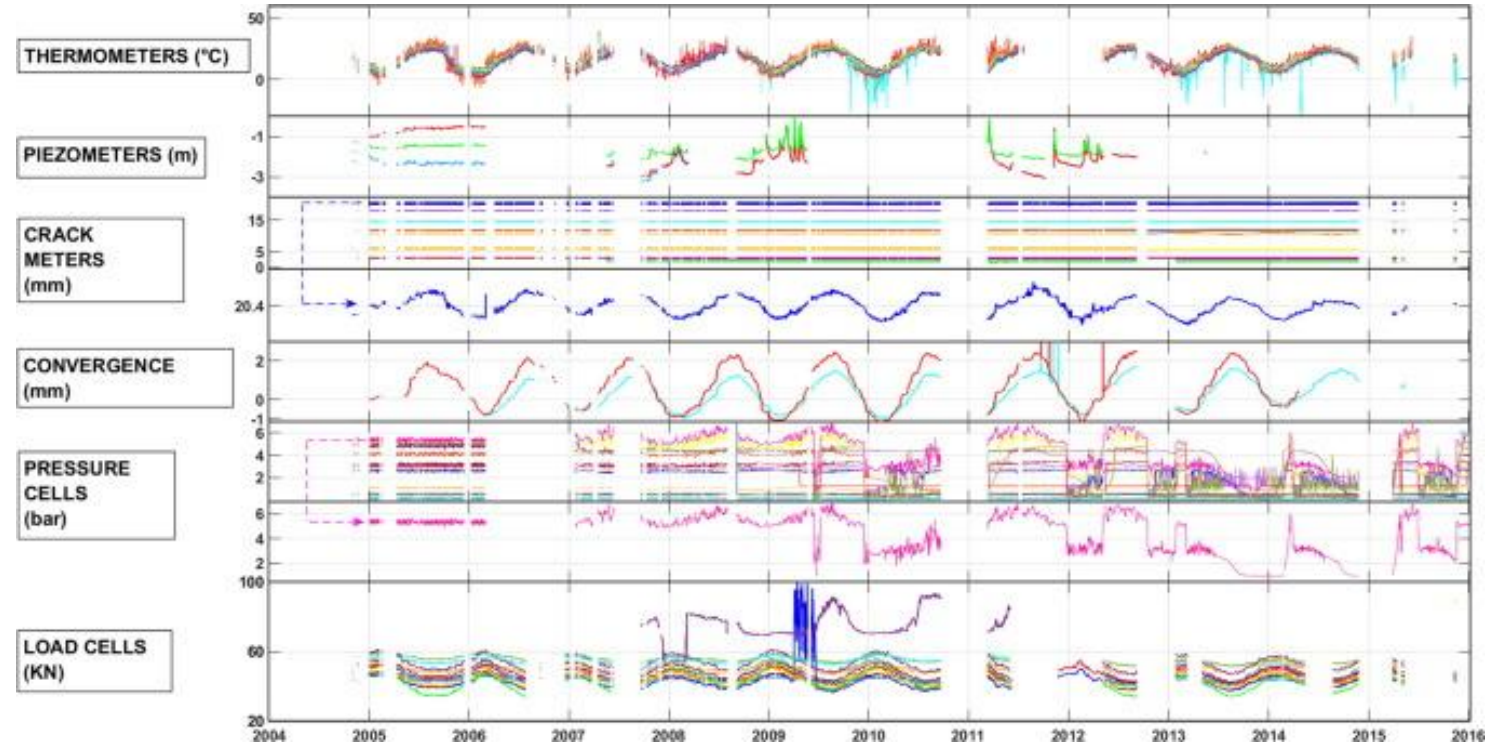 50
THERMOMETERS (°C)
0
-1
PIEZOMETERS (m)
-3
15
CRACK
METERS
(mm)
5
0
20.4
CONVERGENCE
(mm)
2
0
-1
6
PRESSURE
CELLS
(bar)
4
2
6
4
2
100
LOAD CELLS
(KN)
60
20
2004 2005 2006 2007 2008 2009 2010 2011 2012 2013 2014 2015 2016